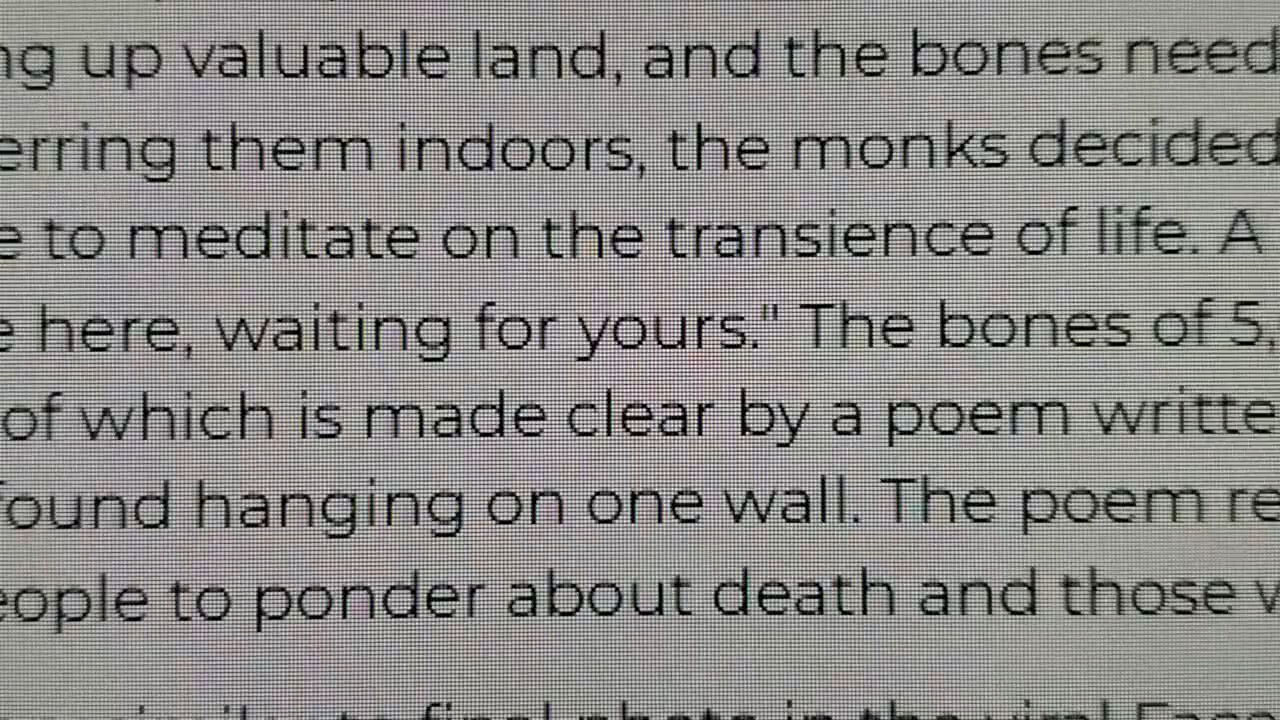 ng up valuable land, and the bones need
erring them indoors, the monks decided
e to meditate on the transience of life. A
e here, waiting for yours." The bones of 5,
of which is made clear by a poem writte
ound hanging on one wall. The poem re
eople to ponder about death and those w